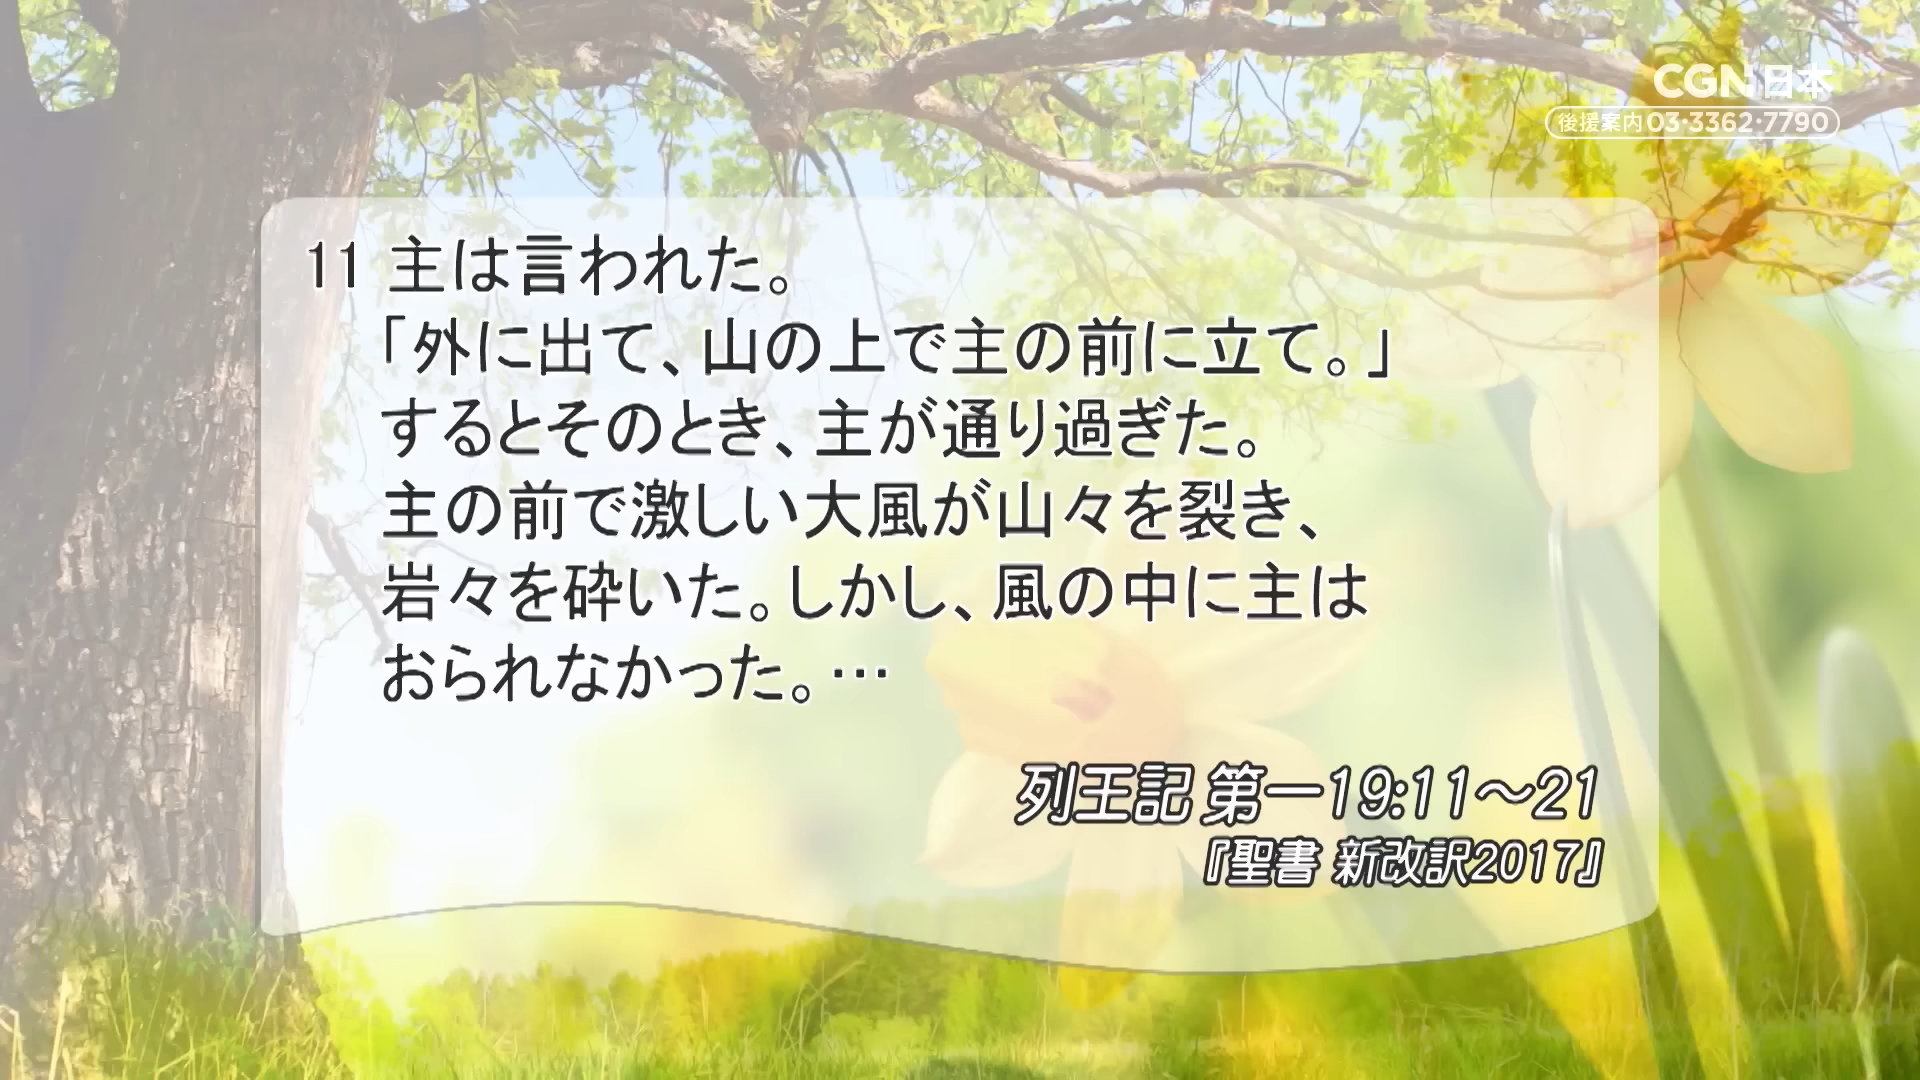 CGN日本
後援案内03·3362·7790
11 主は言われた。
「外に出て、山の上で主の前に立て。」
するとそのとき、主が通り過ぎた。
主の前で激しい大風が山々を裂き、
岩々を砕いた。しかし、風の中に主は
おられなかった。…
列王記 第一19:11～21
『聖書 新改訳2017』